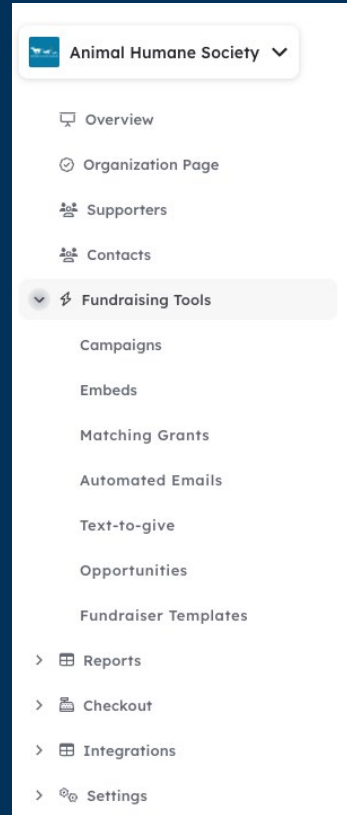 Animal Humane Society
Overview
Organization Page
Supporters
Contacts
Fundraising Tools
Campaigns
Embeds
Matching Grants
Automated Emails
Text-to-give
Opportunities
Fundraiser Templates
Reports
Checkout
Integrations
Settings